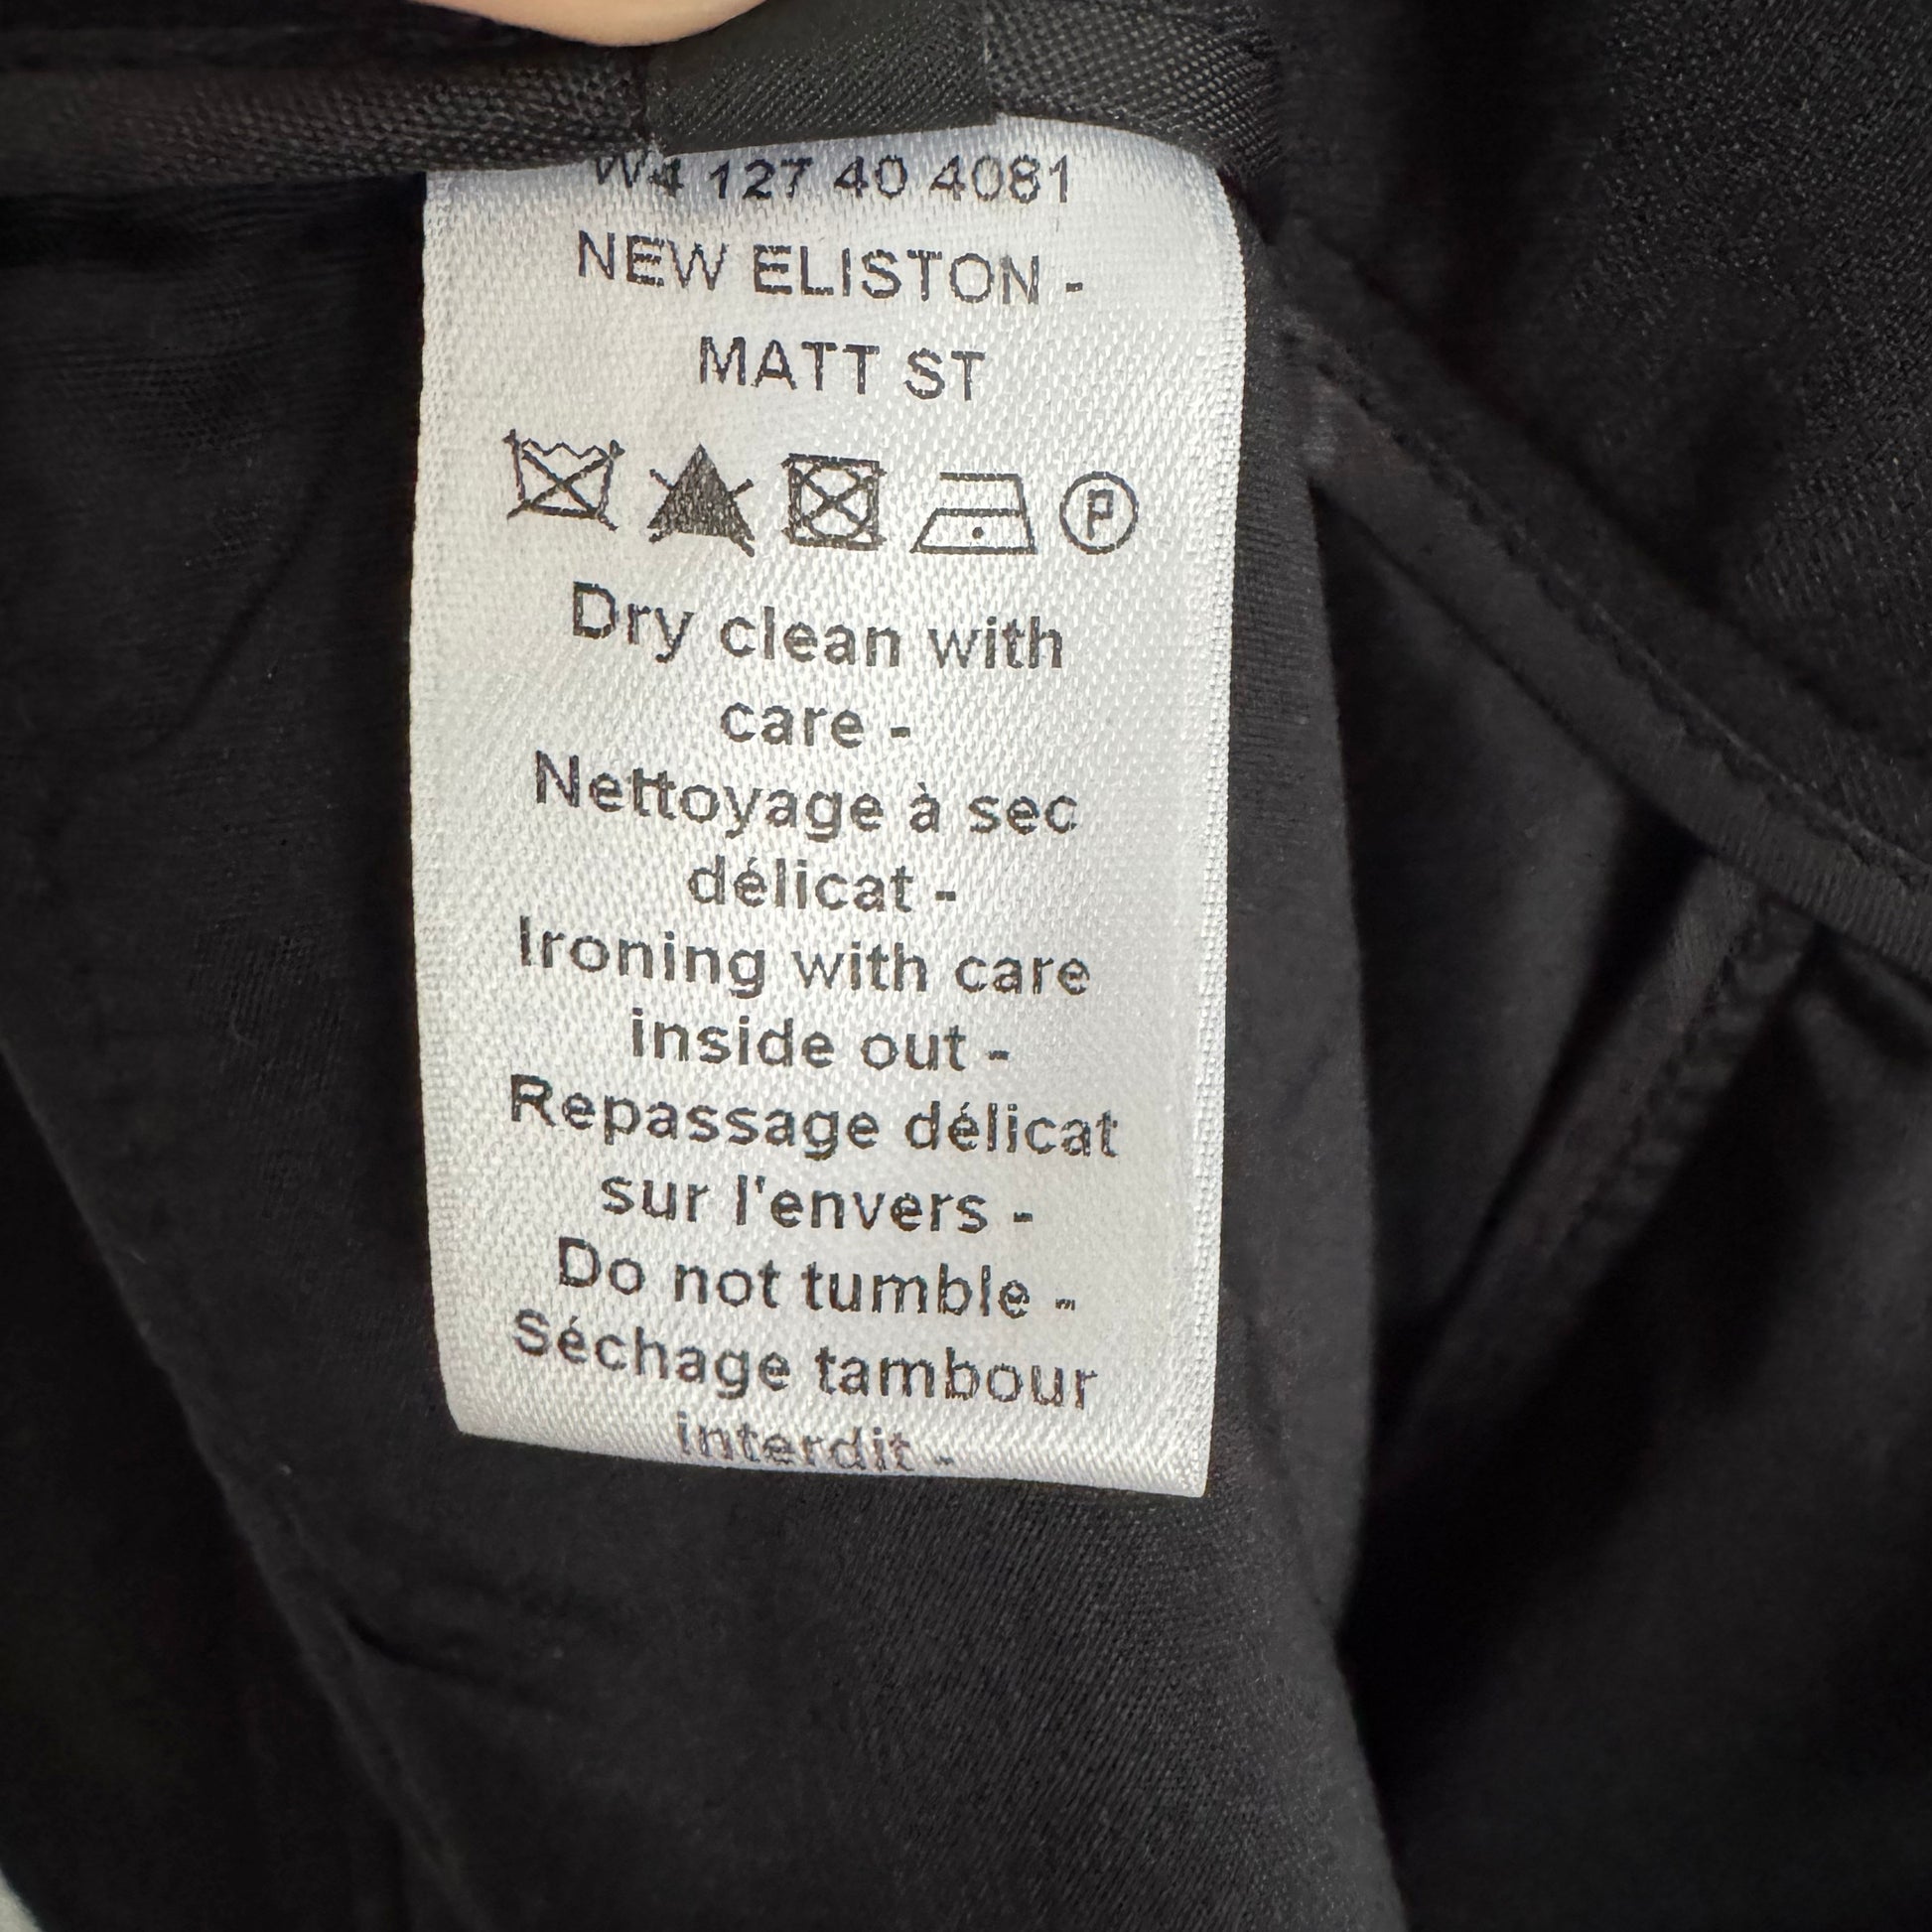 W4 127 40 4081
NEW ELISTON -
MATT ST
P
Dry clean with
care -
Nettoyage à sec
délicat -
Ironing with care
inside out -
Repassage délicat
sur l'envers -
Do not tumble -
Séchage tambour
interdit -